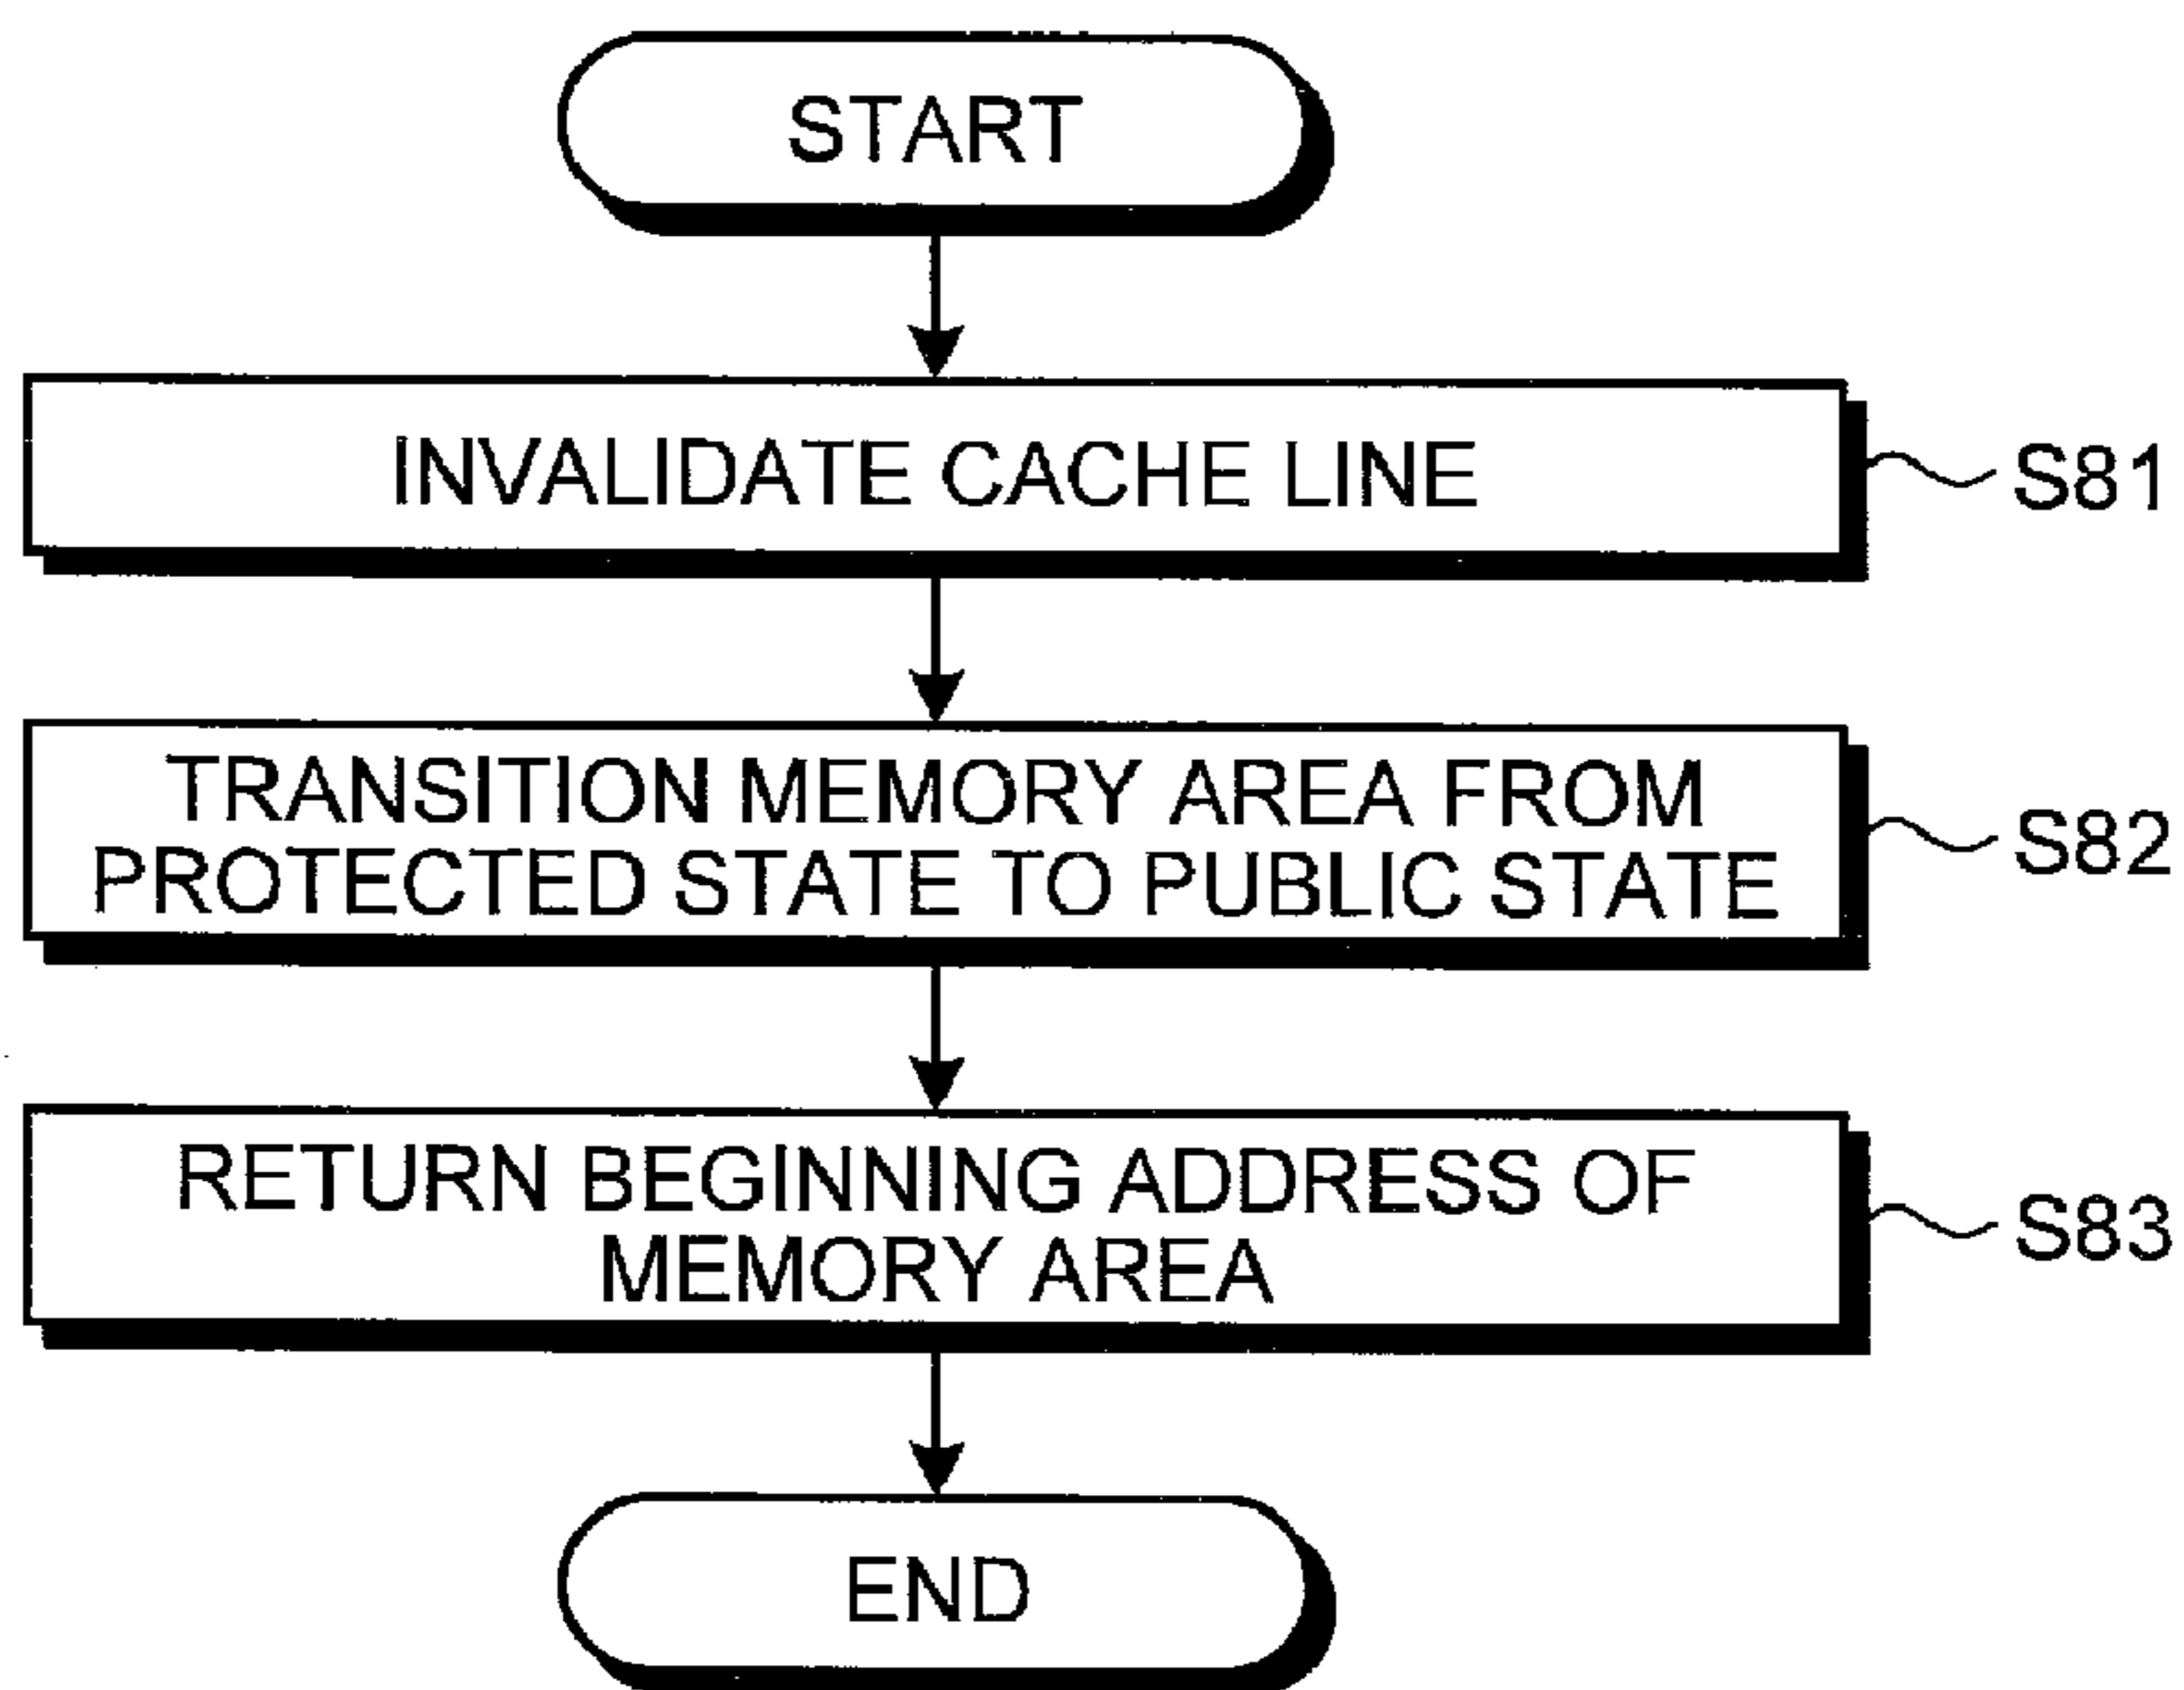 START
INVALIDATE CACHE LINE
S81
TRANSITION MEMORY AREA FROM
PROTECTED STATE TO PUBLIC STATE
S82
RETURN BEGINNING ADDRESS OF
MEMORY AREA
S83
END